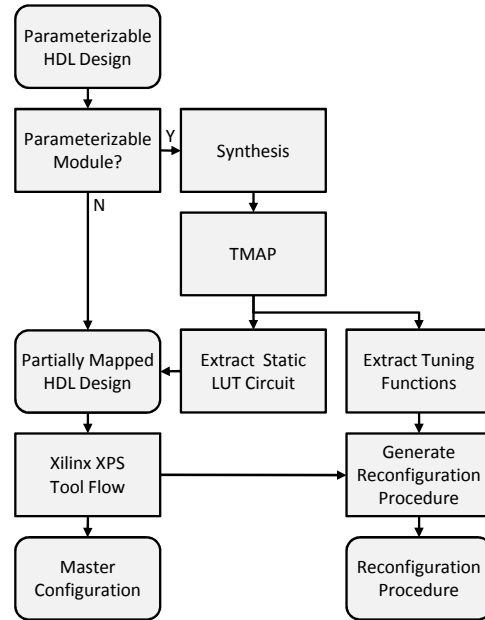 Parameterizable
HDL Design
Parameterizable
Module?
Y
Synthesis
N
TMAP
Partially Mapped
HDL Design
Extract Static
LUT Circuit
Extract Tuning
Functions
Xilinx XPS
Tool Flow
Generate
Reconfiguration
Procedure
Master
Configuration
Reconfiguration
Procedure